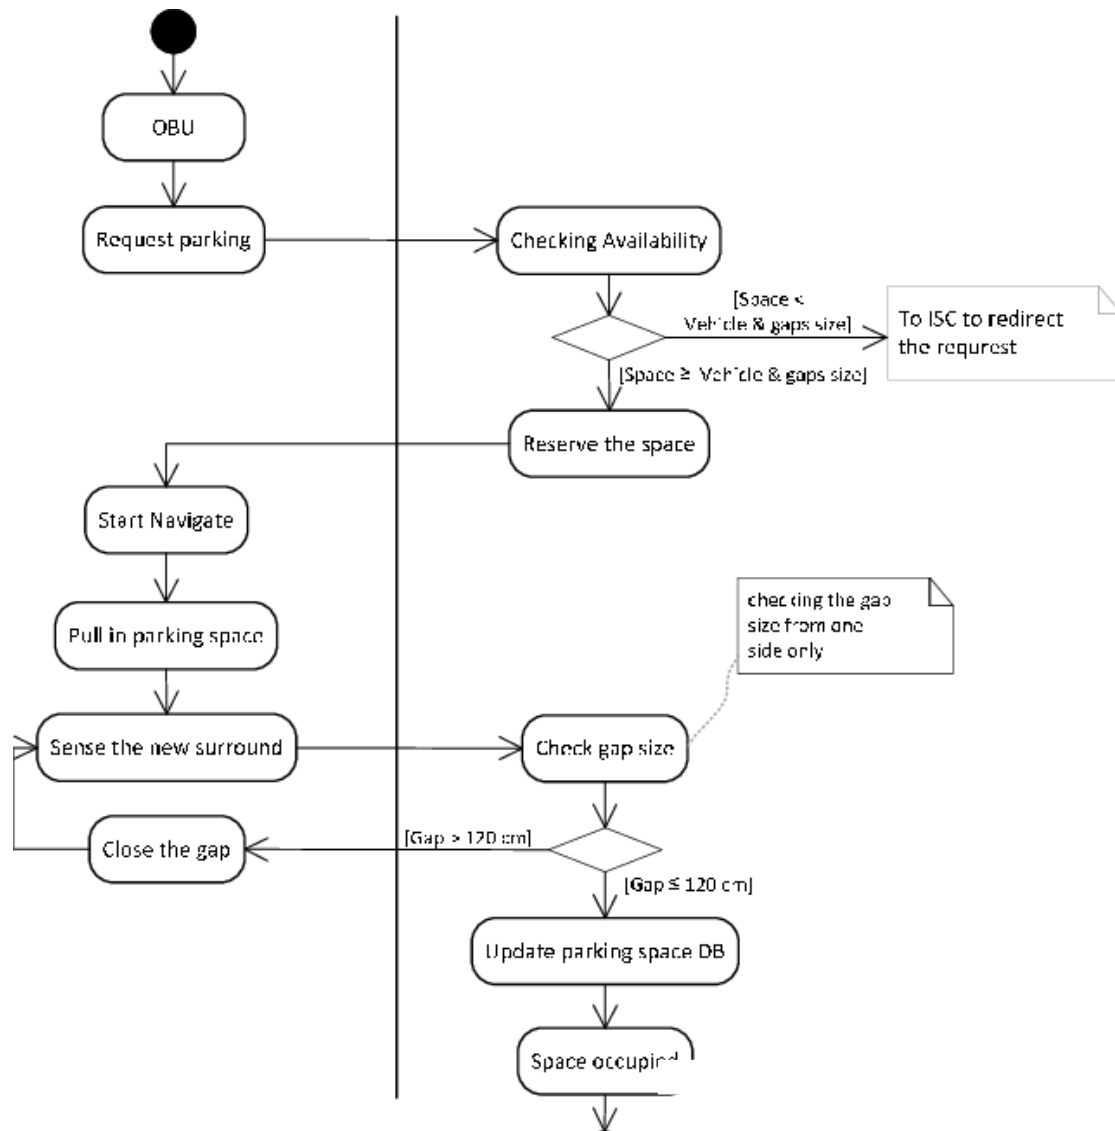 OBU
Request parking
Checking Availability
[Space <
Vehicle & gaps size]
To ISC to redirect
the requrest
[Space ≥ Vehicle & gaps size]
Reserve the space
Start Navigate
Pull in parking space
checking the gap
size from one
side only
Sense the new surround
Check gap size
Close the gap
[Gap > 120 cm]
[Gap ≤ 120 cm]
Update parking space DB
Space